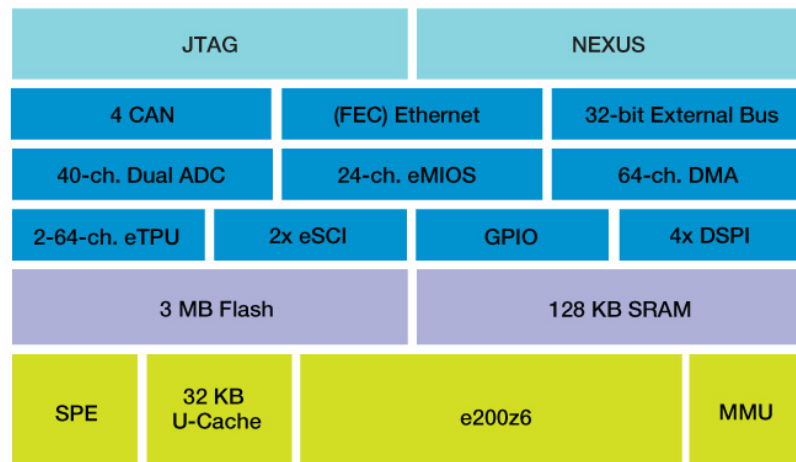 JTAG
NEXUS
4 CAN
(FEC) Ethernet
32-bit External Bus
40-ch. Dual ADC
24-ch. eMIOS
64-ch. DMA
2-64-ch. eTPU
2x eSCI
GPIO
4x DSPI
3 MB Flash
128 KB SRAM
SPE
32 KB
U-Cache
e200z6
MMU